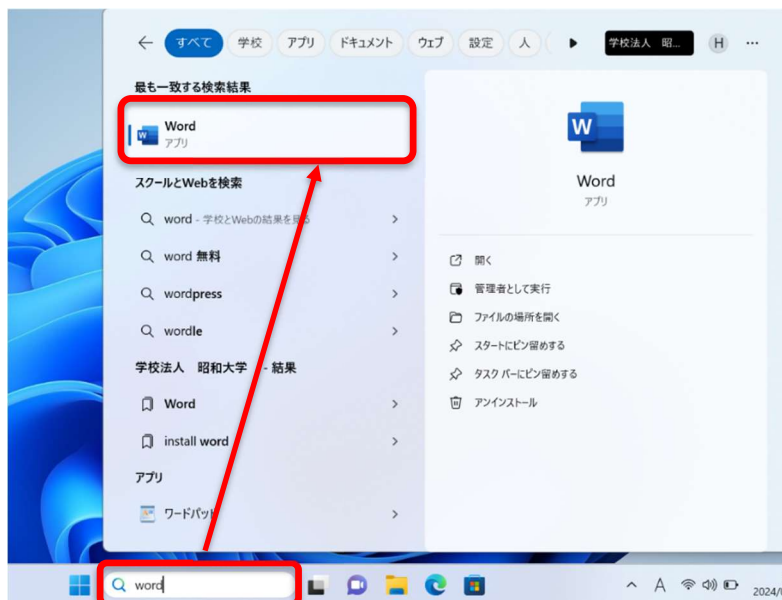 すべて 学校 アプリ ドキュメント ウェブ 設定 人 学校法人 昭... H ...
最も一致する検索結果
Word
アプリ
スクールとWebを検索
word - 学校とWebの結果を見る
word 無料
wordpress
wordle
学校法人 昭和大学 - 結果
Word
install word
アプリ
ワードパッド
W
Word
アプリ
開く
管理者として実行
ファイルの場所を開く
スタートにピン留めする
タスク バーにピン留めする
アンインストール
word
A
2024/